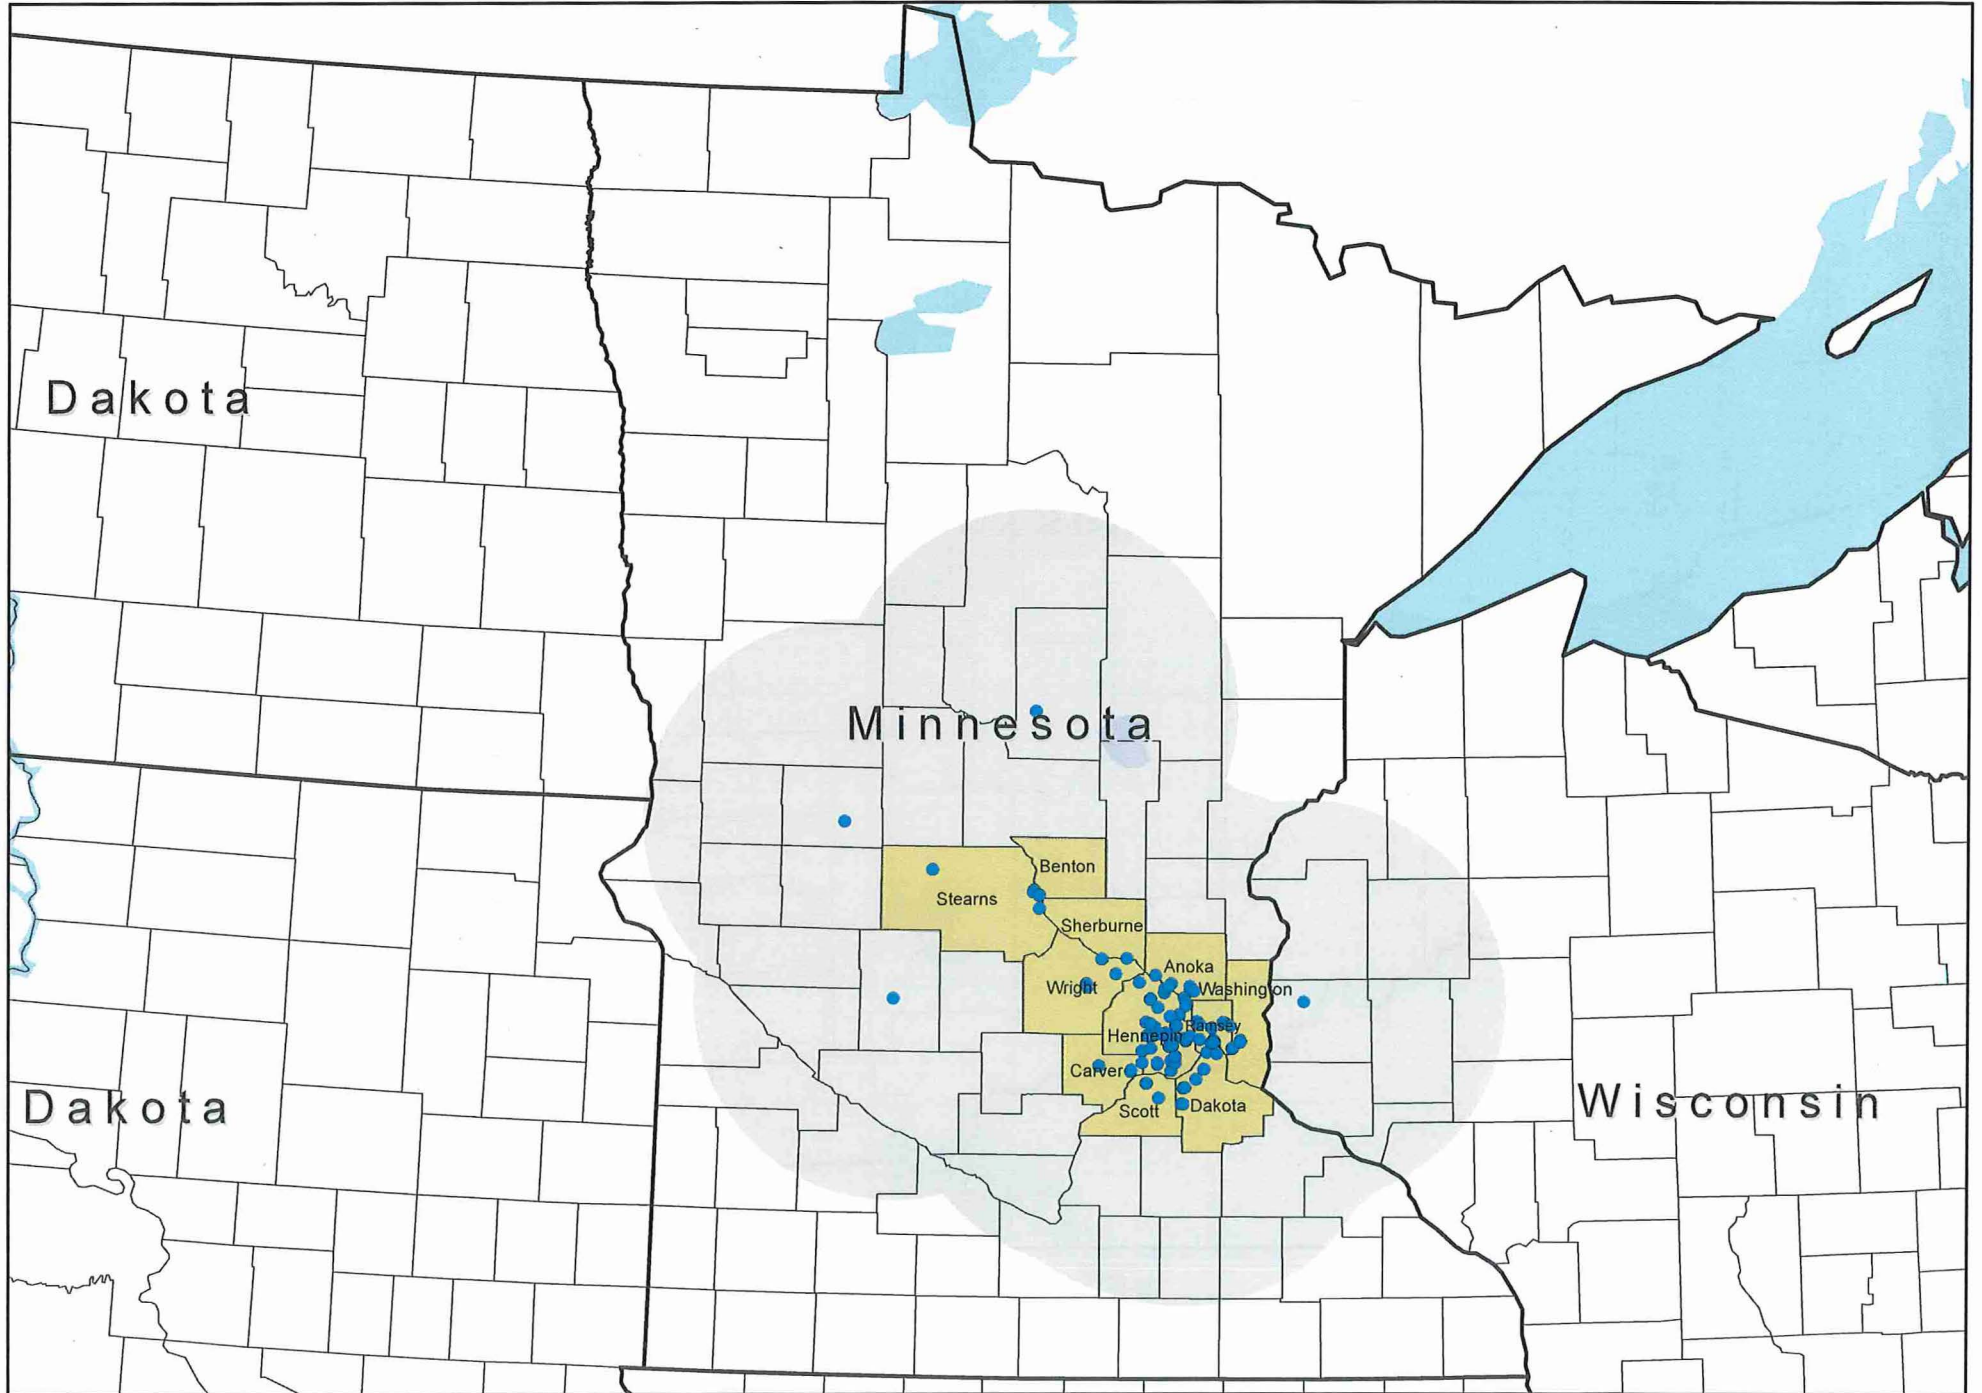 Dakota
Minnesota
Benton
Stearns
Sherburne
Anoka
Wright
Washington
Ramsey
Hennepin
Carver
Scott
Dakota
Dakota
Wisconsin